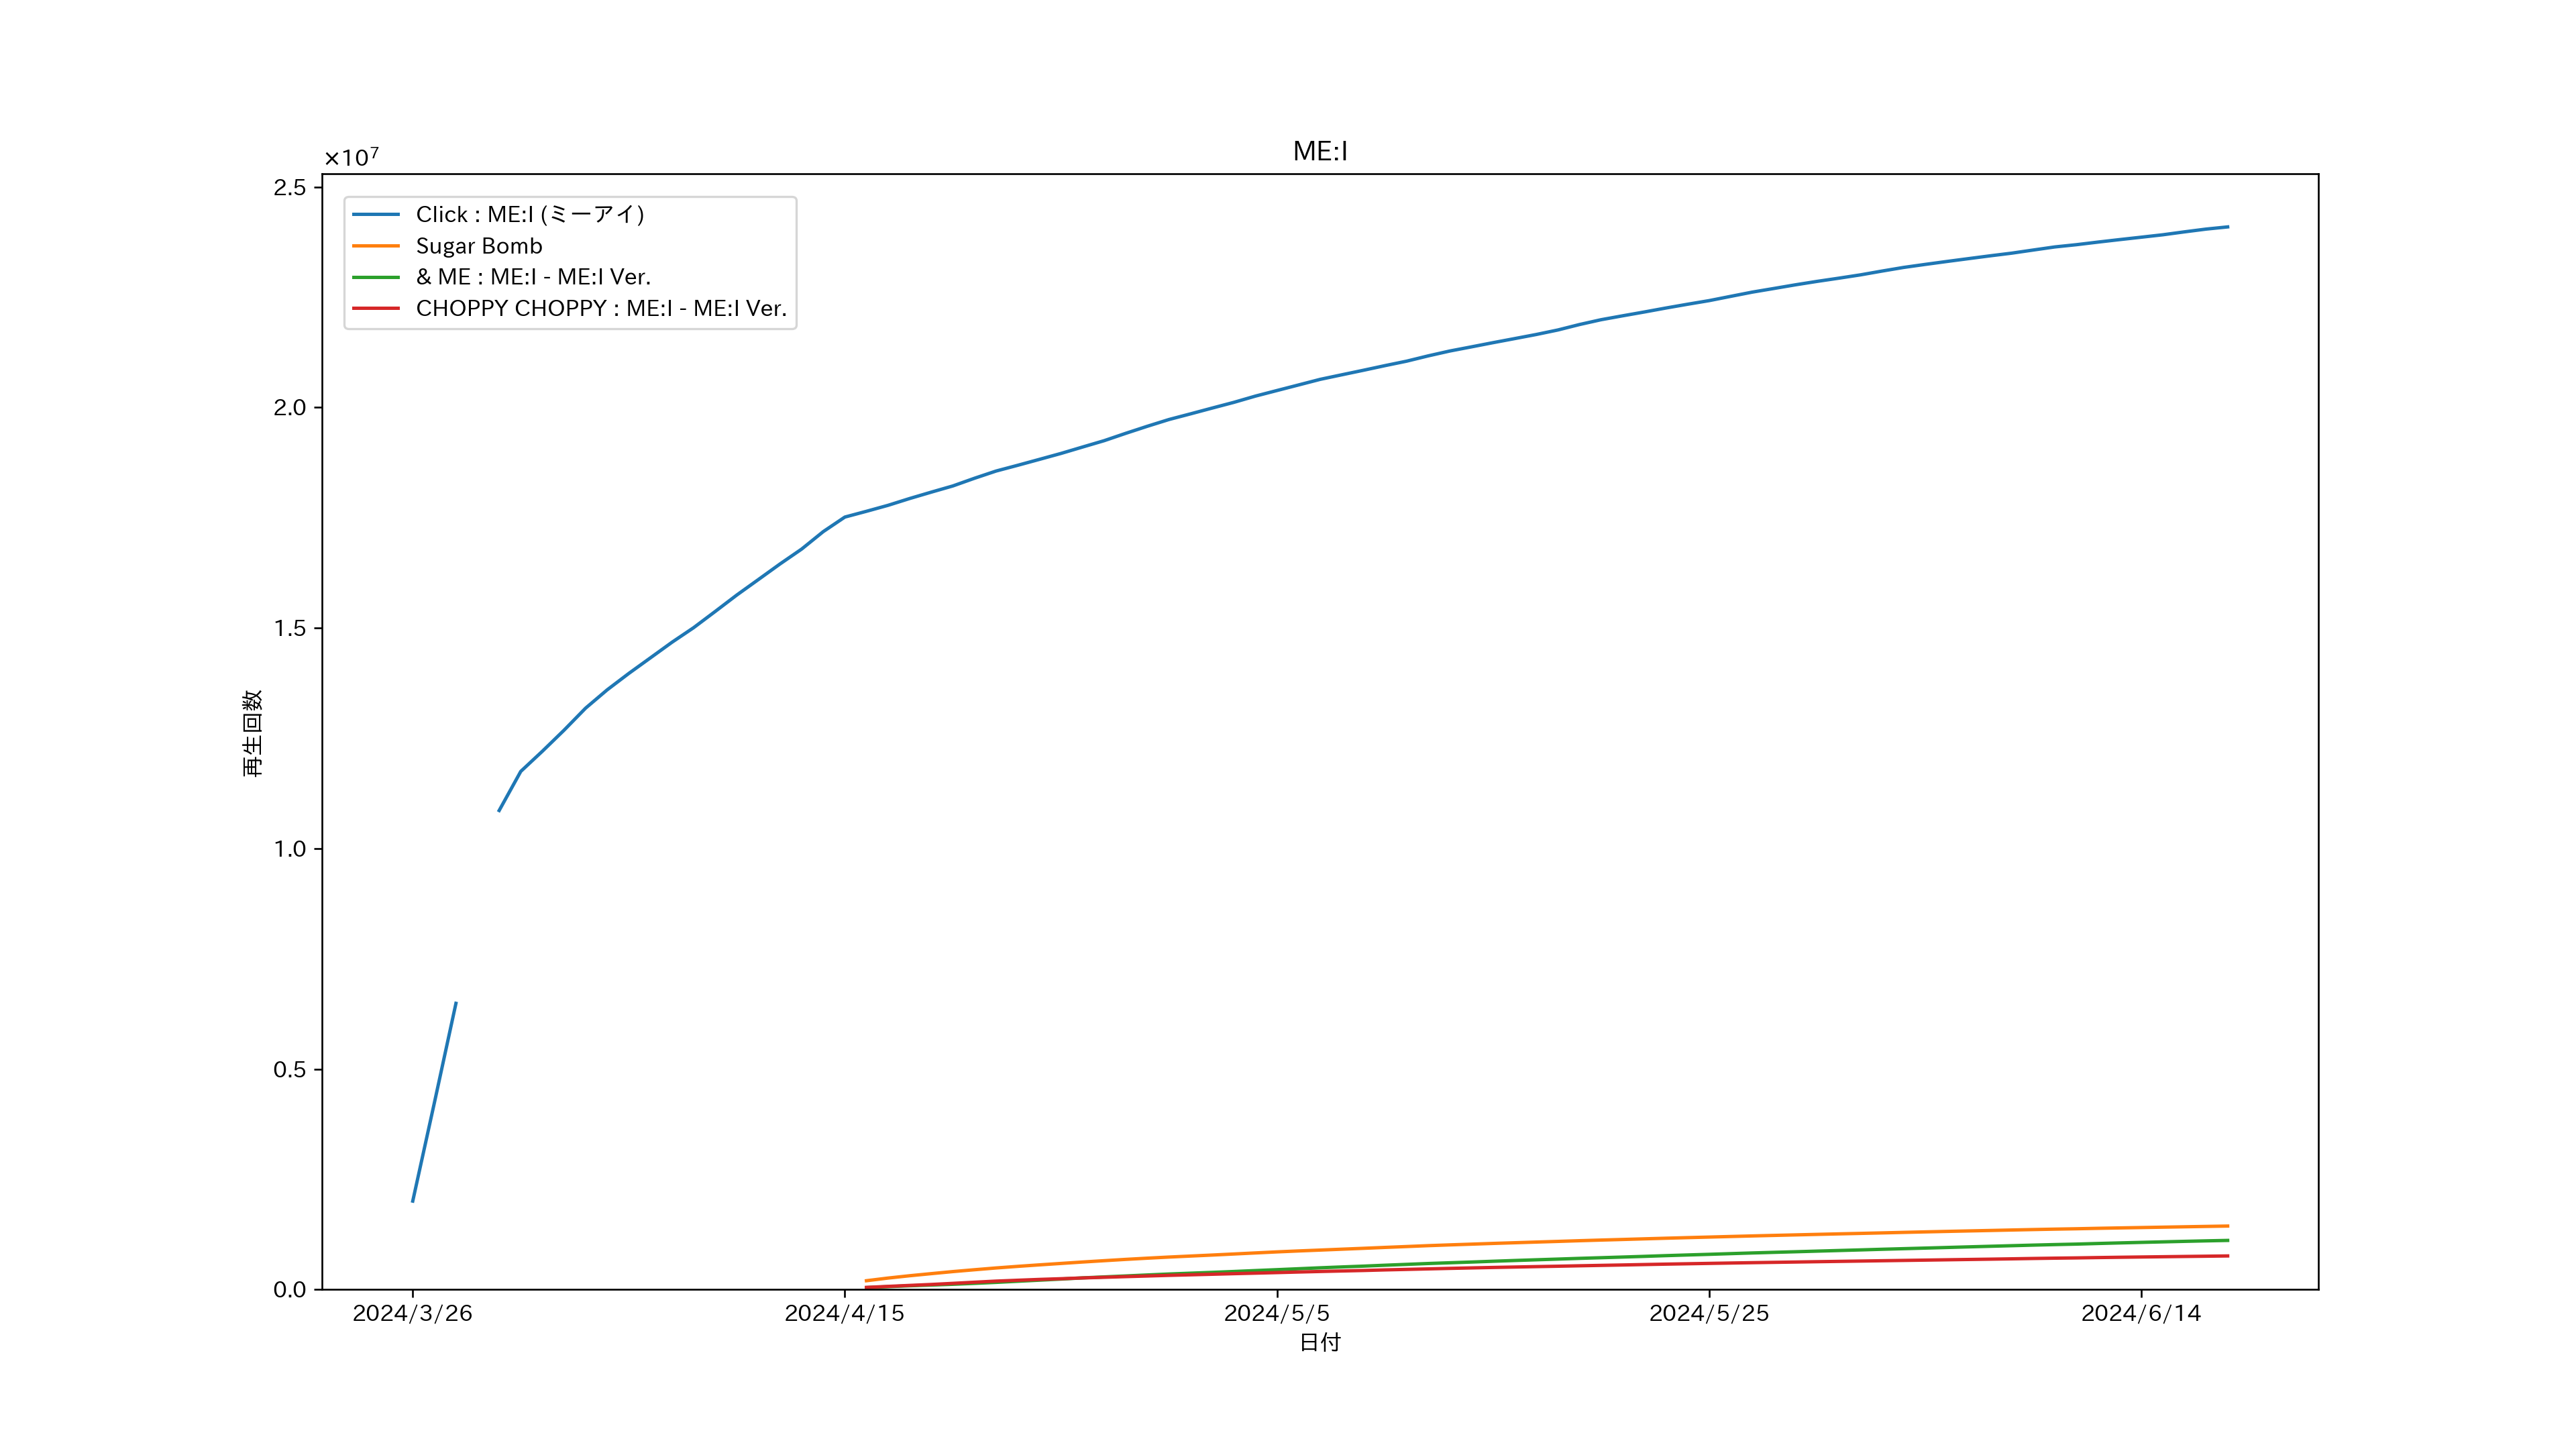 ME:I
×10⁷
2.5
2.0
1.5
1.0
0.5
0.0
Click : ME:I (ミーアイ)
Sugar Bomb
& ME : ME:I - ME:I Ver.
CHOPPY CHOPPY : ME:I - ME:I Ver.
再生回数
2024/3/26 2024/4/15 2024/5/5 2024/5/25 2024/6/14
日付